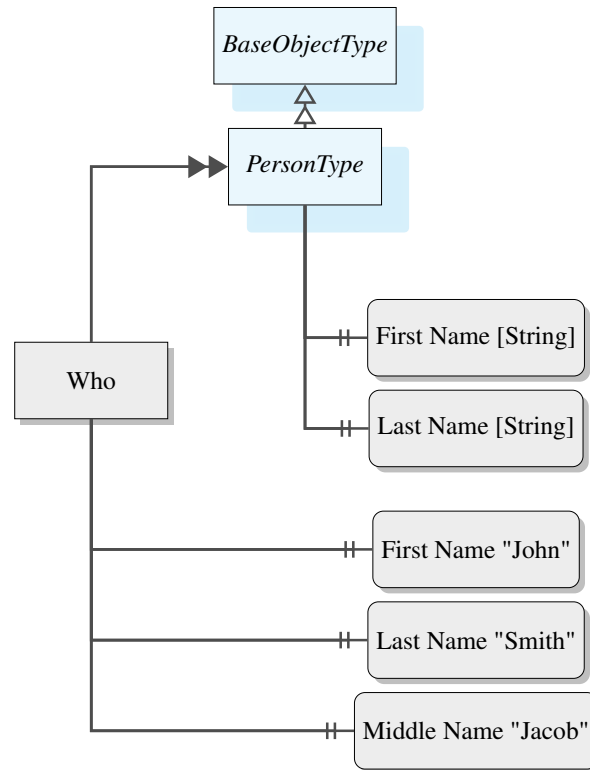 BaseObjectType
PersonType
First Name [String]
Who
Last Name [String]
First Name "John"
Last Name "Smith"
Middle Name "Jacob"